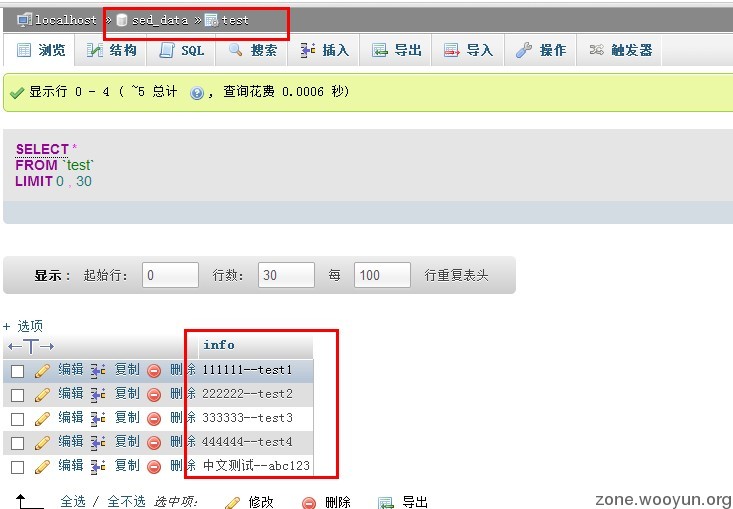 localhost » sed_data » test
浏览 结构 SQL 搜索 插入 导出 导入 操作 触发器
显示行 0 - 4 ( ~5 总计 , 查询花费 0.0006 秒)
SELECT *
FROM `test`
LIMIT 0 , 30
显示： 起始行： 0 行数： 30 每 100 行重复表头
+ 选项
←T→ info
编辑 复制 删除 111111--test1
编辑 复制 删除 222222--test2
编辑 复制 删除 333333--test3
编辑 复制 删除 444444--test4
编辑 复制 删除 中文测试--abc123
全选 / 全不选 选中项: 修改 删除 导出
zone.wooyun.org